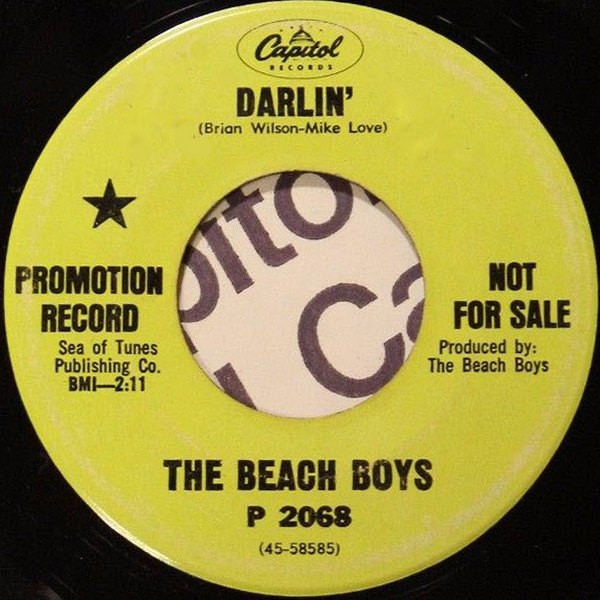 Capitol
RECORDS
DARLIN'
(Brian Wilson-Mike Love)
PROMOTION
RECORD
Sea of Tunes
Publishing Co.
BMI—2:11
NOT
FOR SALE
Produced by:
The Beach Boys
THE BEACH BOYS
P 2068
(45-58585)